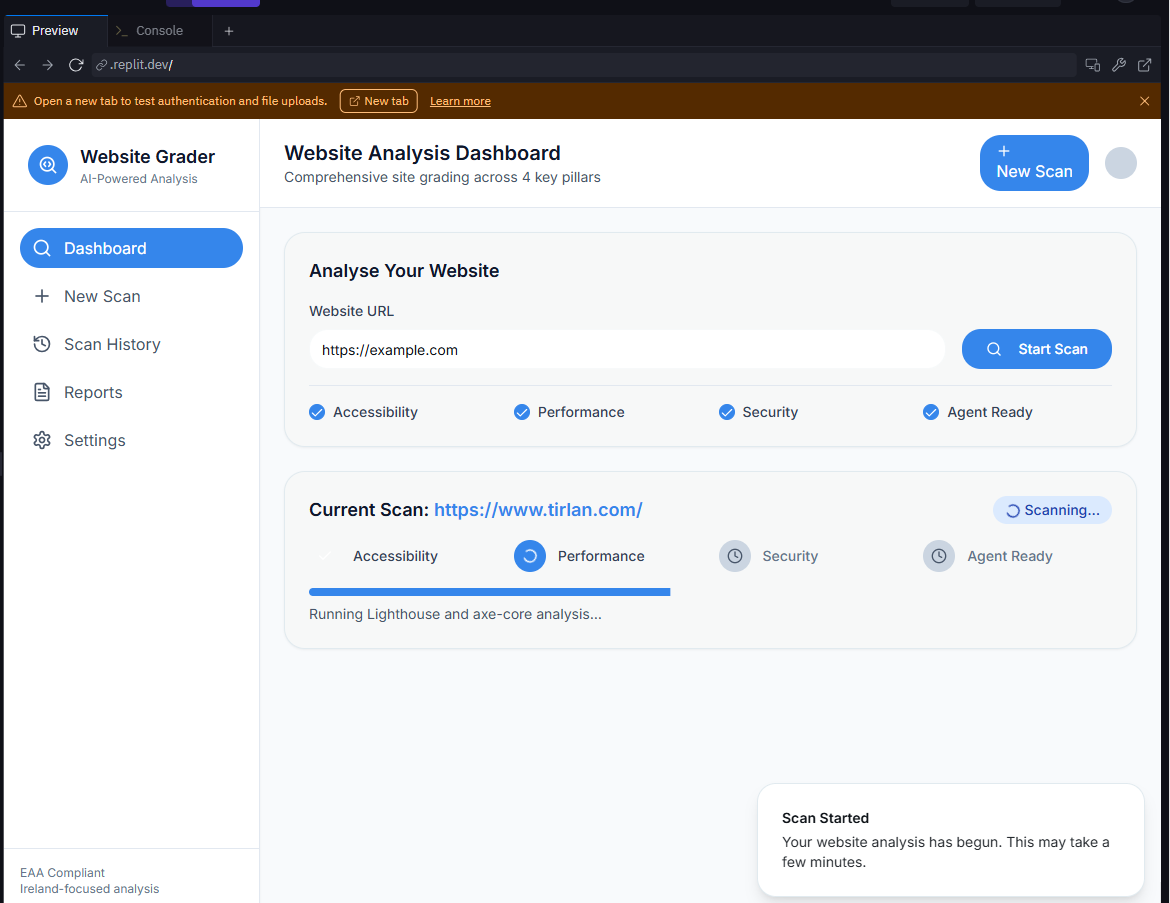 Preview
Console
.replit.dev/
Open a new tab to test authentication and file uploads.
New tab
Learn more
Website Grader
AI-Powered Analysis
Website Analysis Dashboard
Comprehensive site grading across 4 key pillars
New Scan
Dashboard
New Scan
Scan History
Reports
Settings
Analyse Your Website
Website URL
https://example.com
Start Scan
Accessibility
Performance
Security
Agent Ready
Current Scan: https://www.tirlan.com/
Scanning...
Accessibility
Performance
Security
Agent Ready
Running Lighthouse and axe-core analysis...
Scan Started
Your website analysis has begun. This may take a
few minutes.
EAA Compliant
Ireland-focused analysis